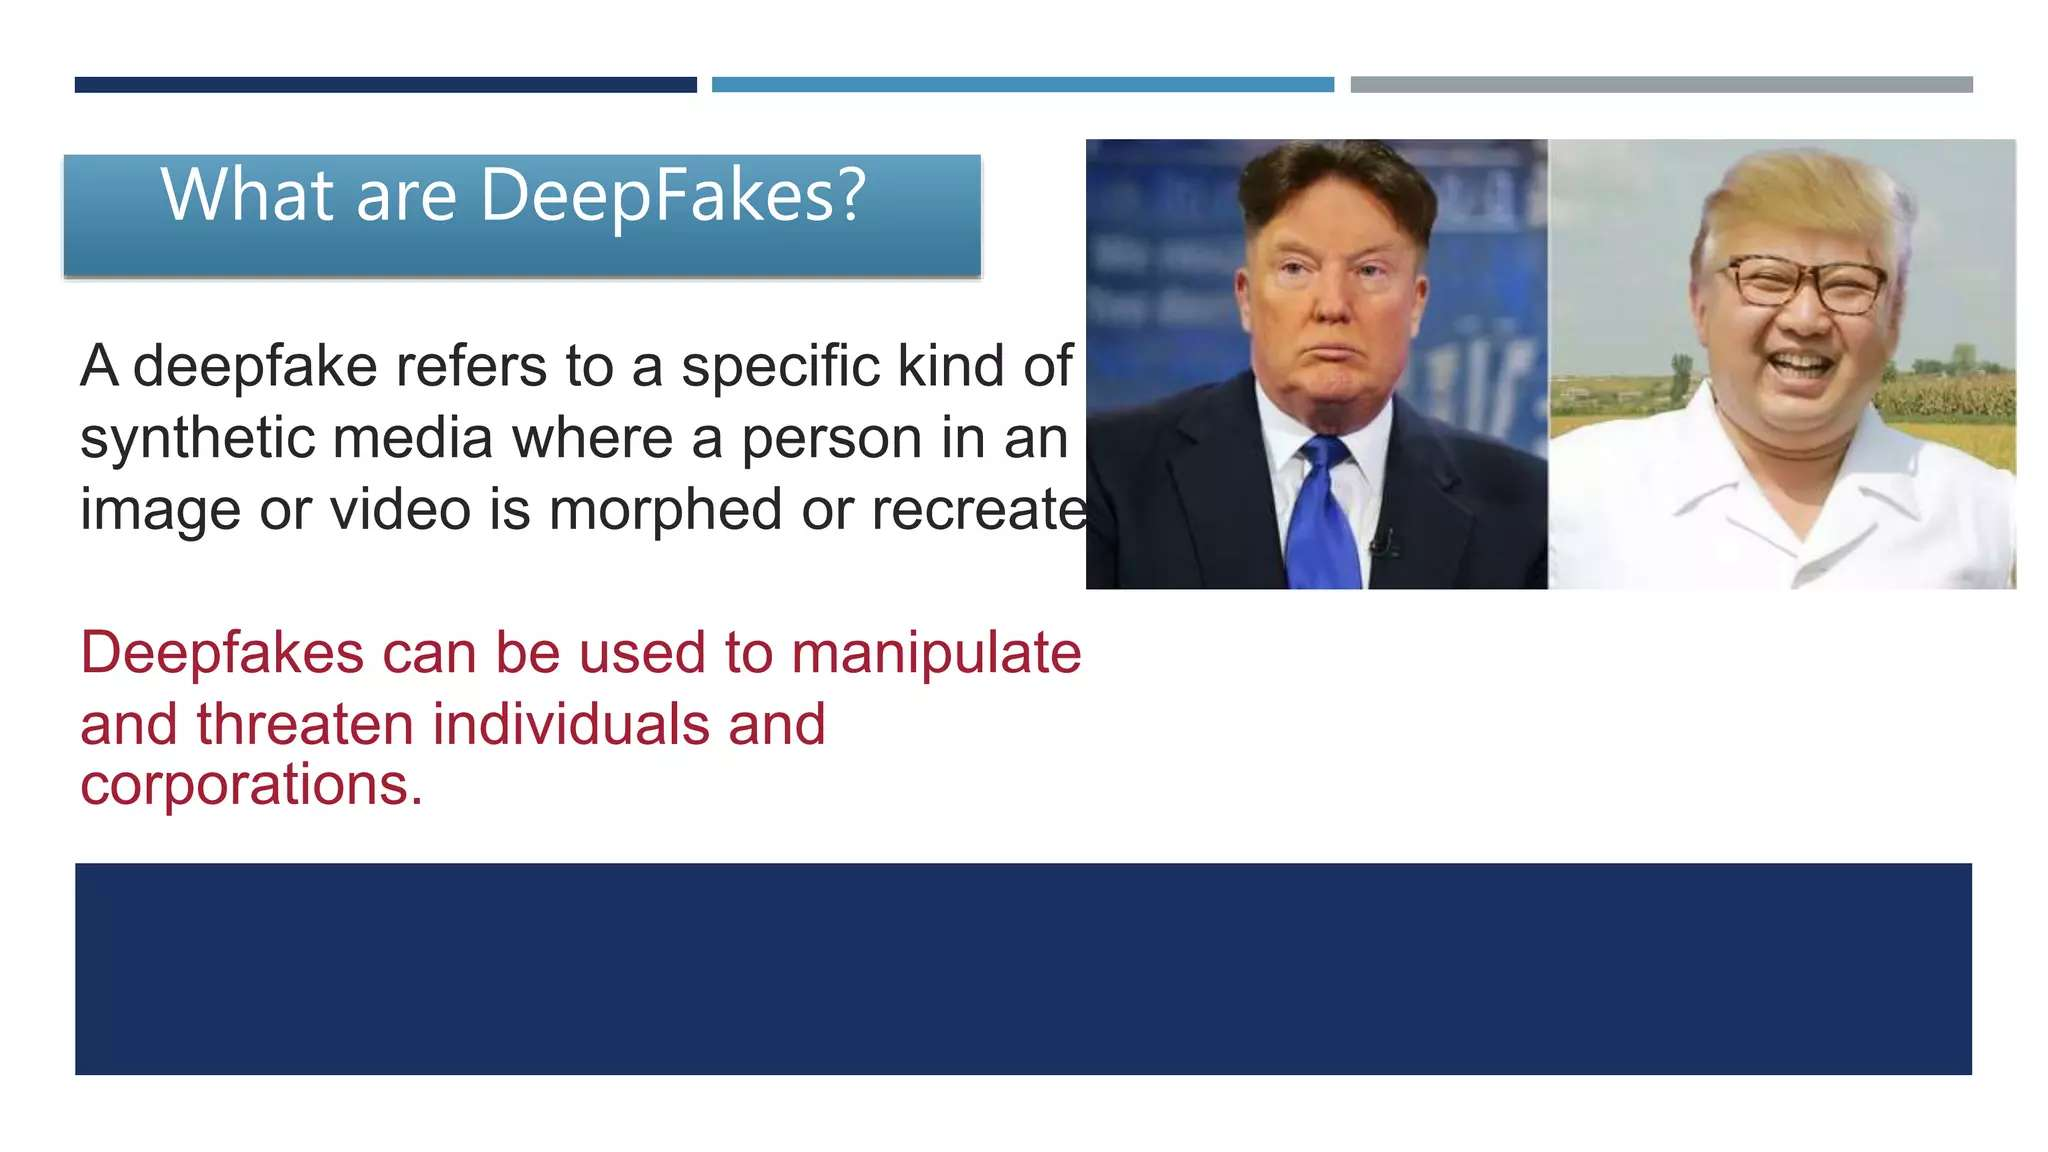 What are DeepFakes?
A deepfake refers to a specific kind of
synthetic media where a person in an
image or video is morphed or recreate
Deepfakes can be used to manipulate
and threaten individuals and
corporations.